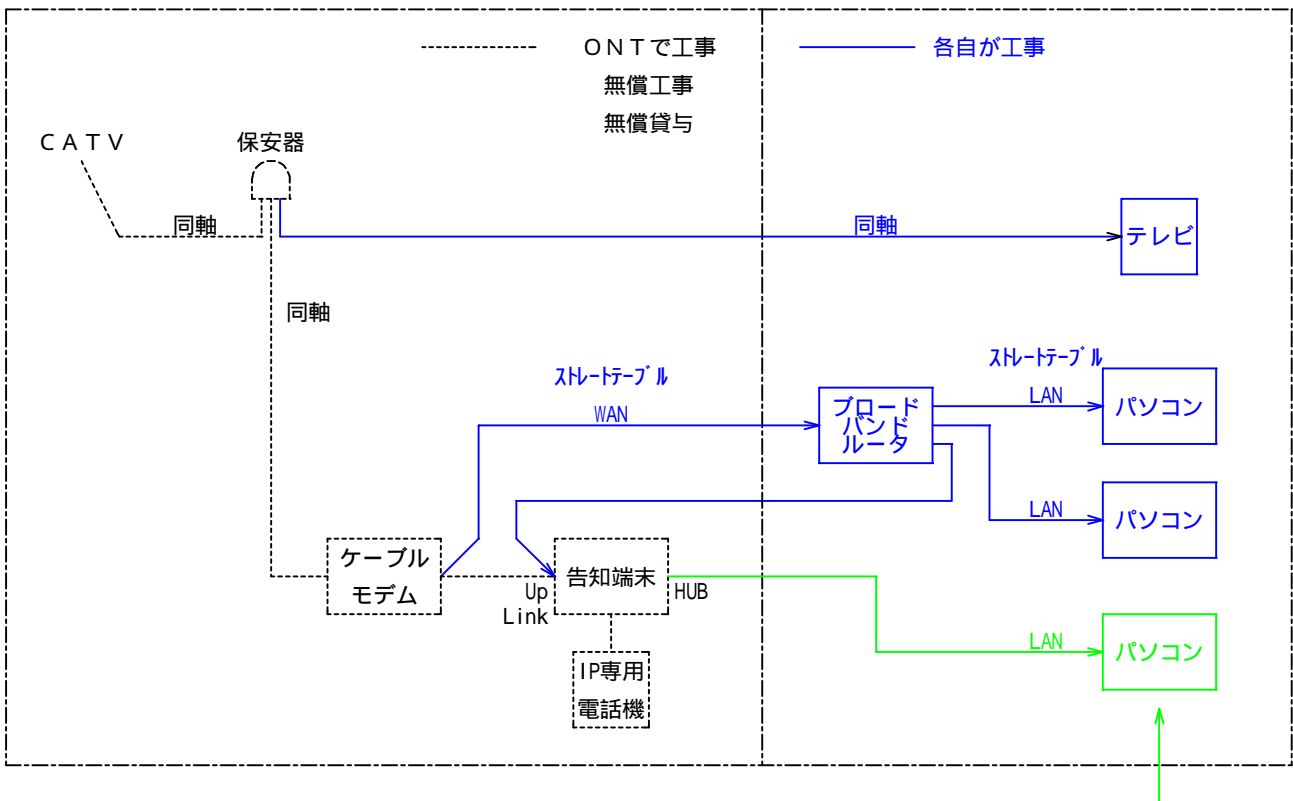 ＯＮＴで工事
各自が工事
無償工事
無償貸与
ＣＡＴＶ
保安器
同軸
同軸
テレビ
同軸
ｽﾄﾚｰﾄﾃｰﾌﾞﾙ
ｽﾄﾚｰﾄﾃｰﾌﾞﾙ
WAN
ブロード
バンド
ルータ
LAN
パソコン
LAN
パソコン
ケーブル
モデム
Up
Link
告知端末
HUB
LAN
パソコン
IP専用
電話機